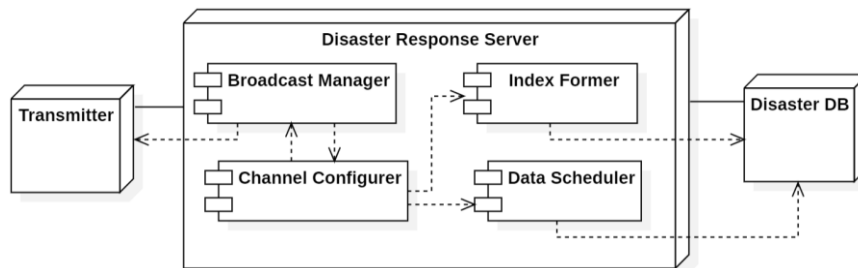 Disaster Response Server
Broadcast Manager
Index Former
Transmitter
Disaster DB
Channel Configurer
Data Scheduler